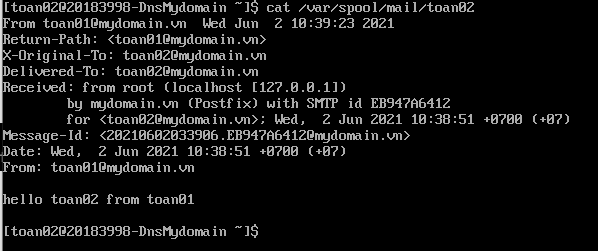 [toan02@20183998-DnsMydomain ~]$ cat /var/spool/mail/toan02
From toan01@mydomain.vn  Wed Jun  2 10:39:23 2021
Return-Path: <toan01@mydomain.vn>
X-Original-To: toan02@mydomain.vn
Delivered-To: toan02@mydomain.vn
Received: from root (localhost [127.0.0.1])
        by mydomain.vn (Postfix) with SMTP id EB947A6412
        for <toan02@mydomain.vn>; Wed,  2 Jun 2021 10:38:51 +0700 (+07)
Message-Id: <20210602033906.EB947A6412@mydomain.vn>
Date: Wed,  2 Jun 2021 10:38:51 +0700 (+07)
From: toan01@mydomain.vn

hello toan02 from toan01

[toan02@20183998-DnsMydomain ~]$